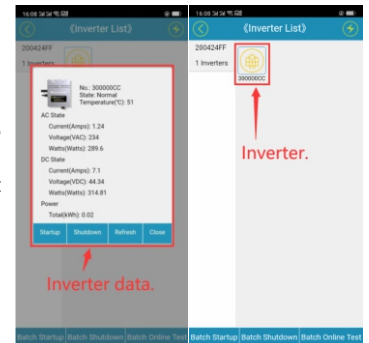 16:08
《Inverter List》
200424FF
1 Inverters
No.: 300000CC
State: Normal
Temperature(℃): 51
AC State
Current(Amps): 1.24
Voltage(VAC): 234
Watts(Watts): 289.6
DC State
Current(Amps): 7.1
Voltage(VDC): 44.34
Watts(Watts): 314.81
Power
Total(kWh): 0.02
Startup Shutdown Refresh Close
Inverter data.
Batch Startup Batch Shutdown Batch Online Test
16:08
《Inverter List》
200424FF
1 Inverters
300000CC
Inverter.
Batch Startup Batch Shutdown Batch Online Test